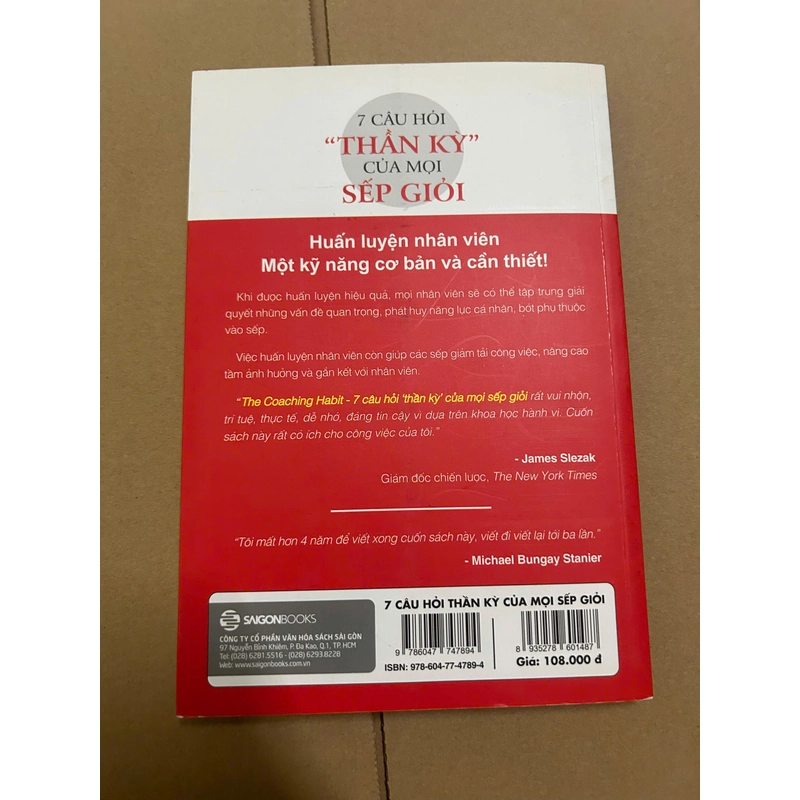 7 CÂU HỎI
“THẦN KỲ”
CỦA MỌI
SẾP GIỎI
Huấn luyện nhân viên
Một kỹ năng cơ bản và cần thiết!
Khi được huấn luyện hiệu quả, mọi nhân viên sẽ có thể tập trung giải
quyết những vấn đề quan trọng, phát huy năng lực cá nhân, bớt phụ thuộc
vào sếp.
Việc huấn luyện nhân viên còn giúp các sếp giảm tải công việc, nâng cao
tầm ảnh hưởng và gắn kết với nhân viên.
“The Coaching Habit - 7 câu hỏi ‘thần kỳ’ của mọi sếp giỏi rất vui nhộn,
trí tuệ, thực tế, dễ nhớ, đáng tin cậy vì dựa trên khoa học hành vi. Cuốn
sách này rất có ích cho công việc của tôi.”
- James Slezak
Giám đốc chiến lược, The New York Times
“Tôi mất hơn 4 năm để viết xong cuốn sách này, viết đi viết lại tới ba lần.”
- Michael Bungay Stanier
SAIGONBOOKS
CÔNG TY CỔ PHẦN VĂN HÓA SÁCH SÀI GÒN
97 Nguyễn Bỉnh Khiêm, P. Đa Kao, Q.1, TP. HCM
Tel: (028) 6281.5516 - (028) 6293.8228
Web: www.saigonbooks.com.vn
7 CÂU HỎI THẦN KỲ CỦA MỌI SẾP GIỎI
9 786047 747894
8 935278 601487
ISBN: 978-604-77-4789-4
Giá: 108.000 đ